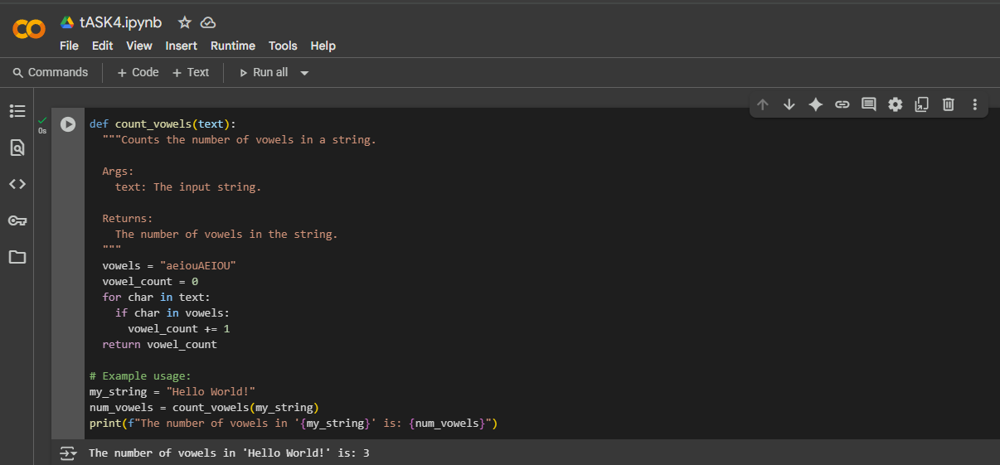 tASK4.ipynb
File Edit View Insert Runtime Tools Help
Commands + Code + Text Run all
0s
def count_vowels(text):
  """Counts the number of vowels in a string.

  Args:
    text: The input string.

  Returns:
    The number of vowels in the string.
  """
  vowels = "aeiouAEIOU"
  vowel_count = 0
  for char in text:
    if char in vowels:
      vowel_count += 1
  return vowel_count

# Example usage:
my_string = "Hello World!"
num_vowels = count_vowels(my_string)
print(f"The number of vowels in '{my_string}' is: {num_vowels}")
The number of vowels in 'Hello World!' is: 3